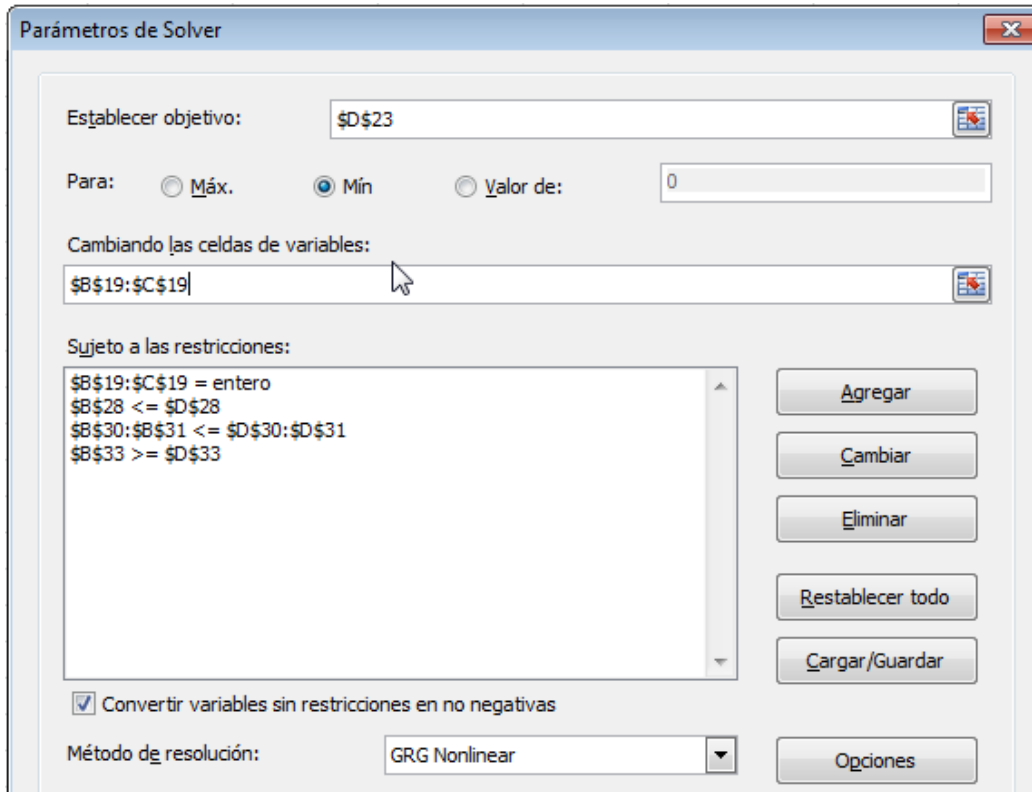 Parámetros de Solver
Establecer objetivo: $D$23
Para: Máx. Mín Valor de: 0
Cambiando las celdas de variables:
$B$19:$C$19
Sujeto a las restricciones:
$B$19:$C$19 = entero
$B$28 <= $D$28
$B$30:$B$31 <= $D$30:$D$31
$B$33 >= $D$33
Agregar
Cambiar
Eliminar
Restablecer todo
Cargar/Guardar
Convertir variables sin restricciones en no negativas
Método de resolución: GRG Nonlinear Opciones